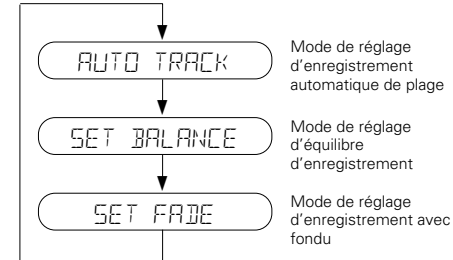 AUTO TRACK
Mode de réglage
d'enregistrement
automatique de plage
SET BALANCE
Mode de réglage
d'équilibre
d'enregistrement
SET FADE
Mode de réglage
d'enregistrement avec
fondu